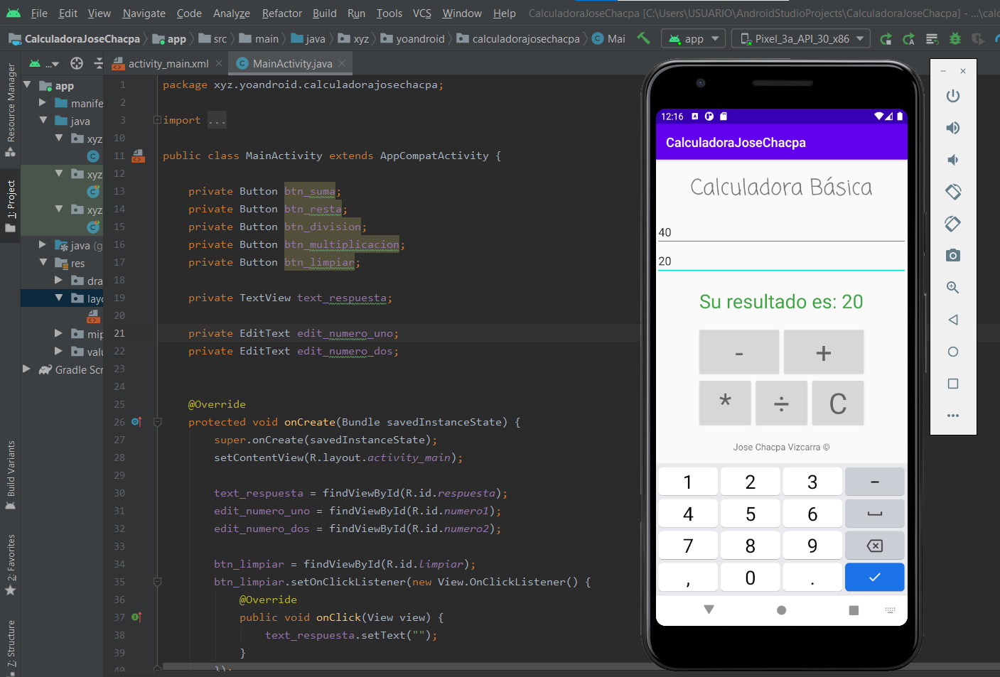 File Edit View Navigate Code Analyze Refactor Build Run Tools VCS Window Help CalculadoraJoseChacpa [C:\Users\USUARIO\AndroidStudioProjects\CalculadoraJoseChacpa] - ...\calc
CalculadoraJoseChacpa app src main java xyz yoandroid calculadorajosechacpa Mai app Pixel_3a_API_30_x86
... activity_main.xml MainActivity.java
Resource Manager
1: Project
Build Variants
2: Favorites
7: Structure
app
manife
java
xyz
xyz
xyz
java (g
res
dra
layo
mip
valu
Gradle Scr
1 package xyz.yoandroid.calculadorajosechacpa;
2
3 import ...
10
11 public class MainActivity extends AppCompatActivity {
12
13 private Button btn_suma;
14 private Button btn_resta;
15 private Button btn_division;
16 private Button btn_multiplicacion;
17 private Button btn_limpiar;
18
19 private TextView text_respuesta;
20
21 private EditText edit_numero_uno;
22 private EditText edit_numero_dos;
23
24
25 @Override
26 protected void onCreate(Bundle savedInstanceState) {
27 super.onCreate(savedInstanceState);
28 setContentView(R.layout.activity_main);
29
30 text_respuesta = findViewById(R.id.respuesta);
31 edit_numero_uno = findViewById(R.id.numero1);
32 edit_numero_dos = findViewById(R.id.numero2);
33
34 btn_limpiar = findViewById(R.id.limpiar);
35 btn_limpiar.setOnClickListener(new View.OnClickListener() {
36 @Override
37 public void onClick(View view) {
38 text_respuesta.setText("");
39 }
40 });
12:16
CalculadoraJoseChacpa
Calculadora Básica
40
20
Su resultado es: 20
- +
* ÷ C
Jose Chacpa Vizcarra ©
1 2 3 -
4 5 6
7 8 9
, 0 .